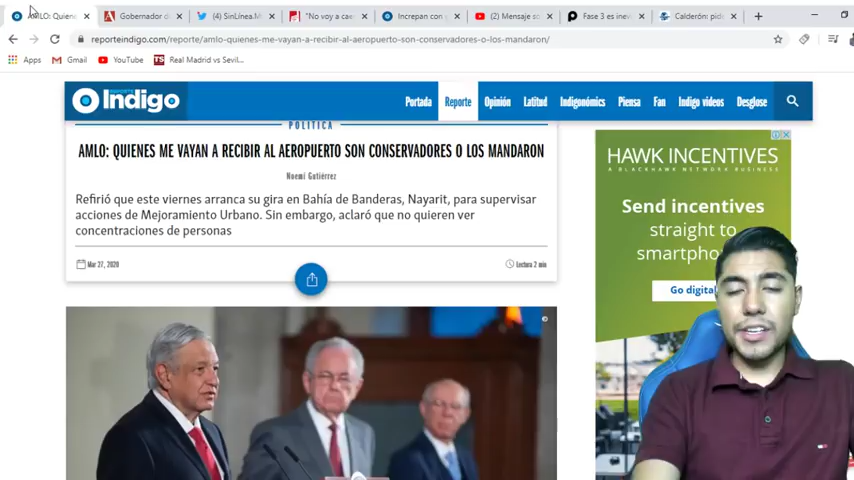 AMLO: Quiene
Gobernador d
(4) SinLínea.M
"No voy a cae
Increpan con
(2) Mensaje so
Fase 3 es inev
Calderón: pid
reporteindigo.com/reporte/amlo-quienes-me-vayan-a-recibir-al-aeropuerto-son-conservadores-o-los-mandaron/
Apps
Gmail
YouTube
Real Madrid vs Sevil...
REPORTE
Indigo
Portada
Reporte
Opinión
Latitud
Indigonómics
Piensa
Fan
Indigo videos
Desglose
POLÍTICA
AMLO: QUIENES ME VAYAN A RECIBIR AL AEROPUERTO SON CONSERVADORES O LOS MANDARON
Noemí Gutiérrez
Refirió que este viernes arranca su gira en Bahía de Banderas, Nayarit, para supervisar
acciones de Mejoramiento Urbano. Sin embargo, aclaró que no quieren ver
concentraciones de personas
Mar 27, 2020
Lectura 2 min
HAWK INCENTIVES
A BLACKHAWK NETWORK BUSINESS
Send incentives
straight to
smartpho
Go digital